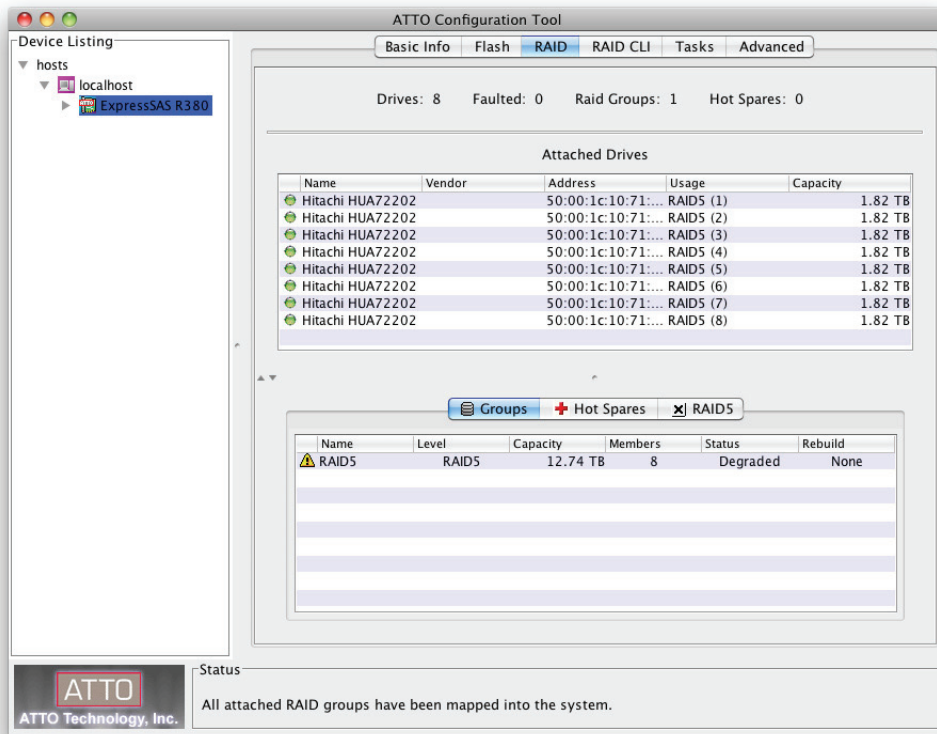 ATTO Configuration Tool
Device Listing
hosts
localhost
ExpressSAS R380
Basic Info Flash RAID RAID CLI Tasks Advanced
Drives: 8 Faulted: 0 Raid Groups: 1 Hot Spares: 0
Attached Drives
Name Vendor Address Usage Capacity
Hitachi HUA72202 50:00:1c:10:71:... RAID5 (1) 1.82 TB
Hitachi HUA72202 50:00:1c:10:71:... RAID5 (2) 1.82 TB
Hitachi HUA72202 50:00:1c:10:71:... RAID5 (3) 1.82 TB
Hitachi HUA72202 50:00:1c:10:71:... RAID5 (4) 1.82 TB
Hitachi HUA72202 50:00:1c:10:71:... RAID5 (5) 1.82 TB
Hitachi HUA72202 50:00:1c:10:71:... RAID5 (6) 1.82 TB
Hitachi HUA72202 50:00:1c:10:71:... RAID5 (7) 1.82 TB
Hitachi HUA72202 50:00:1c:10:71:... RAID5 (8) 1.82 TB
Groups Hot Spares RAID5
Name Level Capacity Members Status Rebuild
RAID5 RAID5 12.74 TB 8 Degraded None
ATTO
ATTO Technology, Inc.
Status
All attached RAID groups have been mapped into the system.